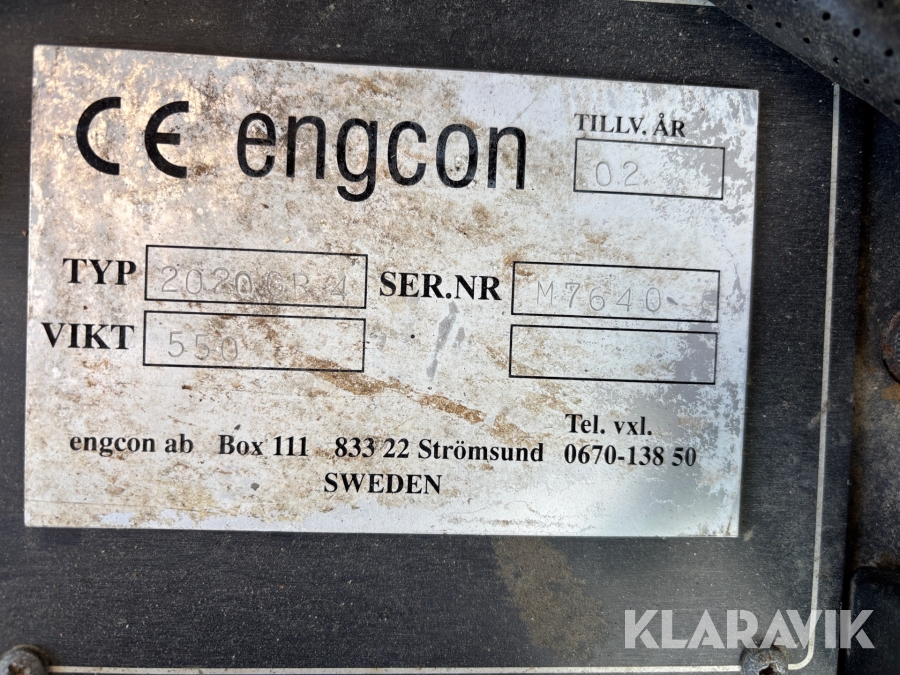 CE engcon
TILLV. ÅR
02
TYP 2020GR4 SER.NR M7640
VIKT 550
Tel. vxl.
engcon ab Box 111 833 22 Strömsund 0670-138 50
SWEDEN
KLARAVIK